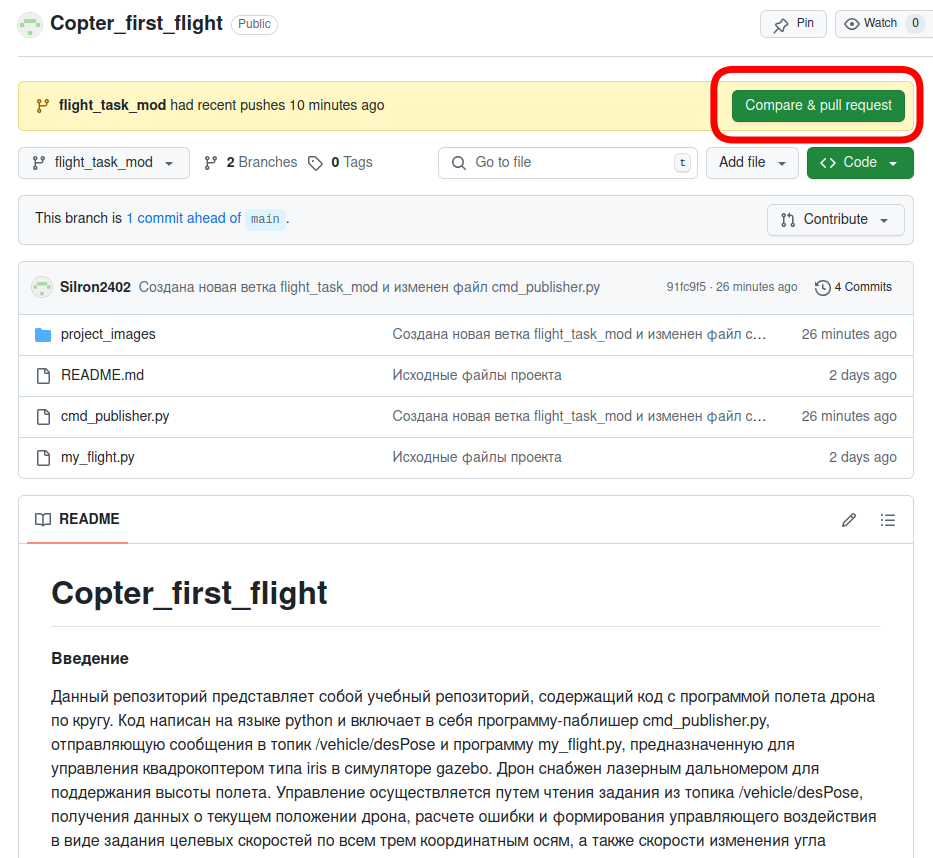 Copter_first_flight Public Pin Watch 0
flight_task_mod had recent pushes 10 minutes ago Compare & pull request
flight_task_mod 2 Branches 0 Tags Go to file t Add file Code
This branch is 1 commit ahead of main . Contribute
Silron2402 Создана новая ветка flight_task_mod и изменен файл cmd_publisher.py 91fc9f5 · 26 minutes ago 4 Commits
project_images Создана новая ветка flight_task_mod и изменен файл c... 26 minutes ago
README.md Исходные файлы проекта 2 days ago
cmd_publisher.py Создана новая ветка flight_task_mod и изменен файл c... 26 minutes ago
my_flight.py Исходные файлы проекта 2 days ago
README
Copter_first_flight
Введение
Данный репозиторий представляет собой учебный репозиторий, содержащий код с программой полета дрона
по кругу. Код написан на языке python и включает в себя программу-паблишер cmd_publisher.py,
отправляющую сообщения в топик /vehicle/desPose и программу my_flight.py, предназначенную для
управления квадрокоптером типа iris в симуляторе gazebo. Дрон снабжен лазерным дальномером для
поддержания высоты полета. Управление осуществляется путем чтения задания из топика /vehicle/desPose,
получения данных о текущем положении дрона, расчете ошибки и формирования управляющего воздействия
в виде задания целевых скоростей по всем трем координатным осям, а также скорости изменения угла